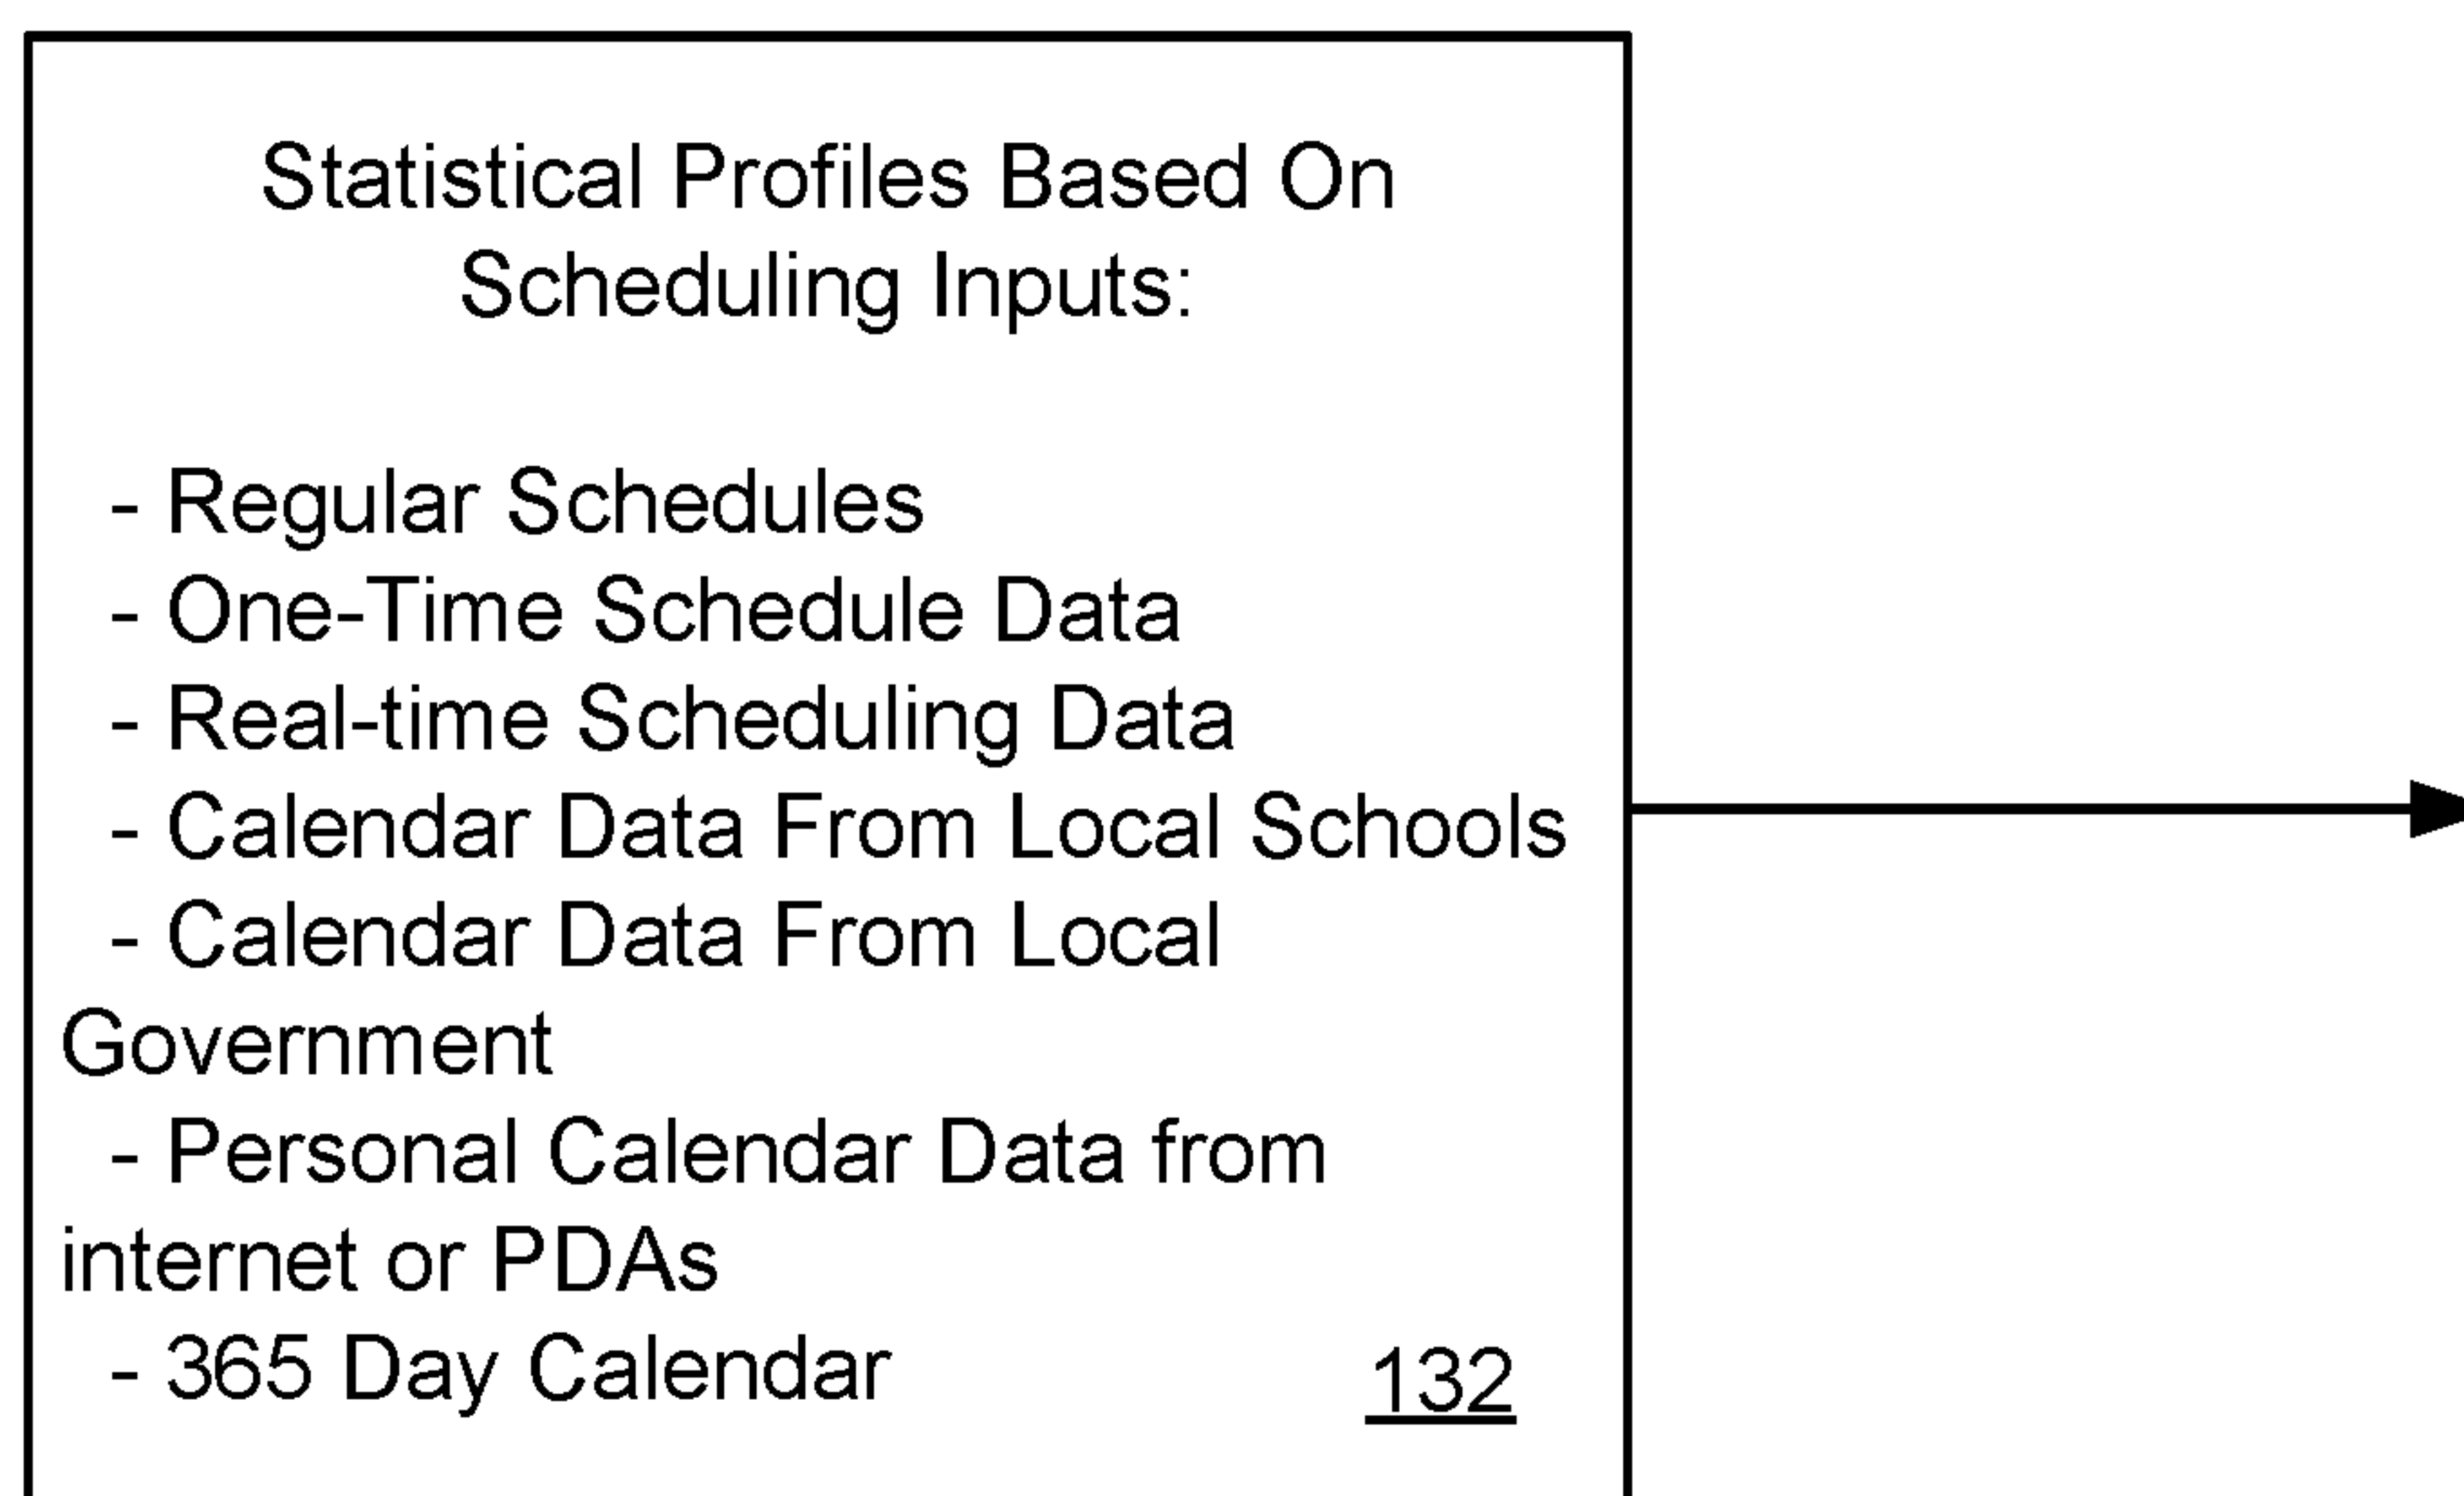 Statistical Profiles Based On
Scheduling Inputs:
- Regular Schedules
- One-Time Schedule Data
- Real-time Scheduling Data
- Calendar Data From Local Schools
- Calendar Data From Local
Government
- Personal Calendar Data from
internet or PDAs
- 365 Day Calendar
132